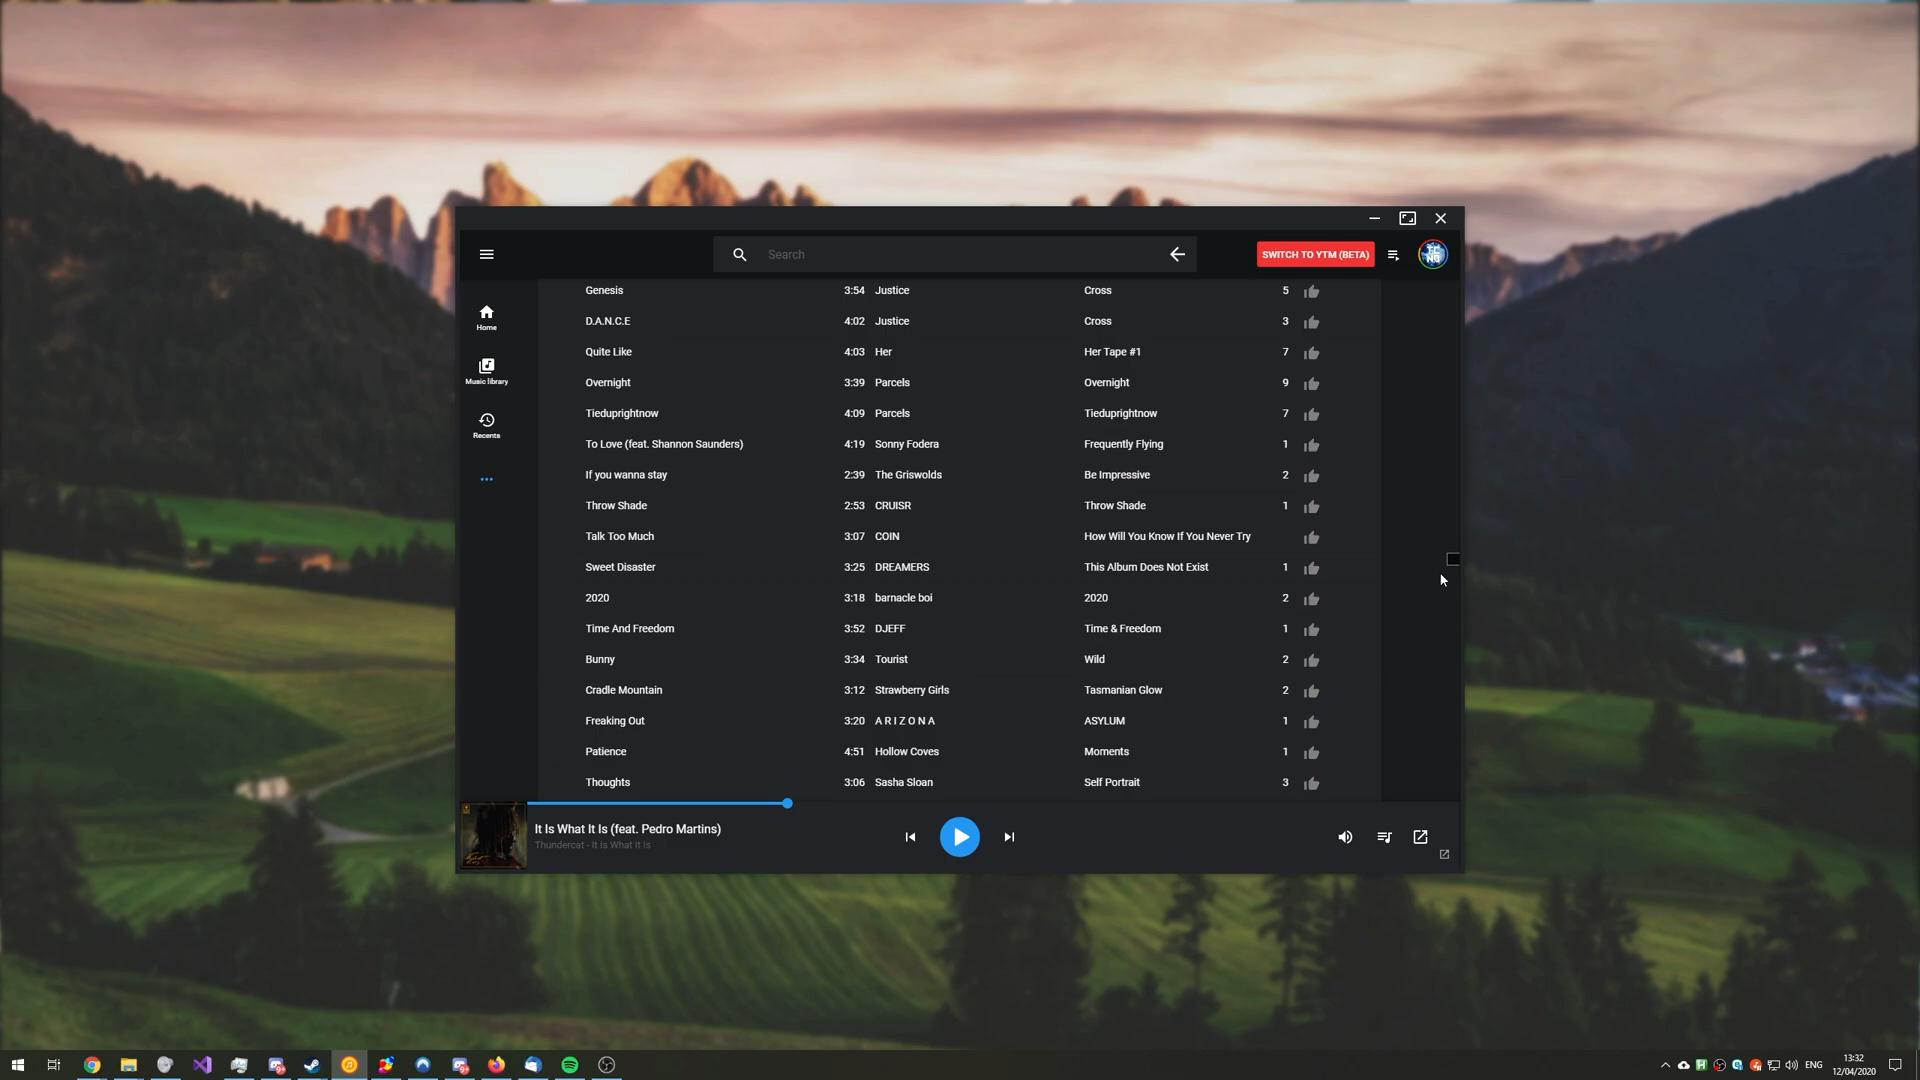 Search
SWITCH TO YTM (BETA)
Home
Music library
Recents
Genesis 3:54 Justice Cross 5
D.A.N.C.E 4:02 Justice Cross 3
Quite Like 4:03 Her Her Tape #1 7
Overnight 3:39 Parcels Overnight 9
Tieduprightnow 4:09 Parcels Tieduprightnow 7
To Love (feat. Shannon Saunders) 4:19 Sonny Fodera Frequently Flying 1
If you wanna stay 2:39 The Griswolds Be Impressive 2
Throw Shade 2:53 CRUISR Throw Shade 1
Talk Too Much 3:07 COIN How Will You Know If You Never Try
Sweet Disaster 3:25 DREAMERS This Album Does Not Exist 1
2020 3:18 barnacle boi 2020 2
Time And Freedom 3:52 DJEFF Time & Freedom 1
Bunny 3:34 Tourist Wild 2
Cradle Mountain 3:12 Strawberry Girls Tasmanian Glow 2
Freaking Out 3:20 A R I Z O N A ASYLUM 1
Patience 4:51 Hollow Coves Moments 1
Thoughts 3:06 Sasha Sloan Self Portrait 3
It Is What It Is (feat. Pedro Martins)
Thundercat - It Is What It Is
ENG
13:32
12/04/2020